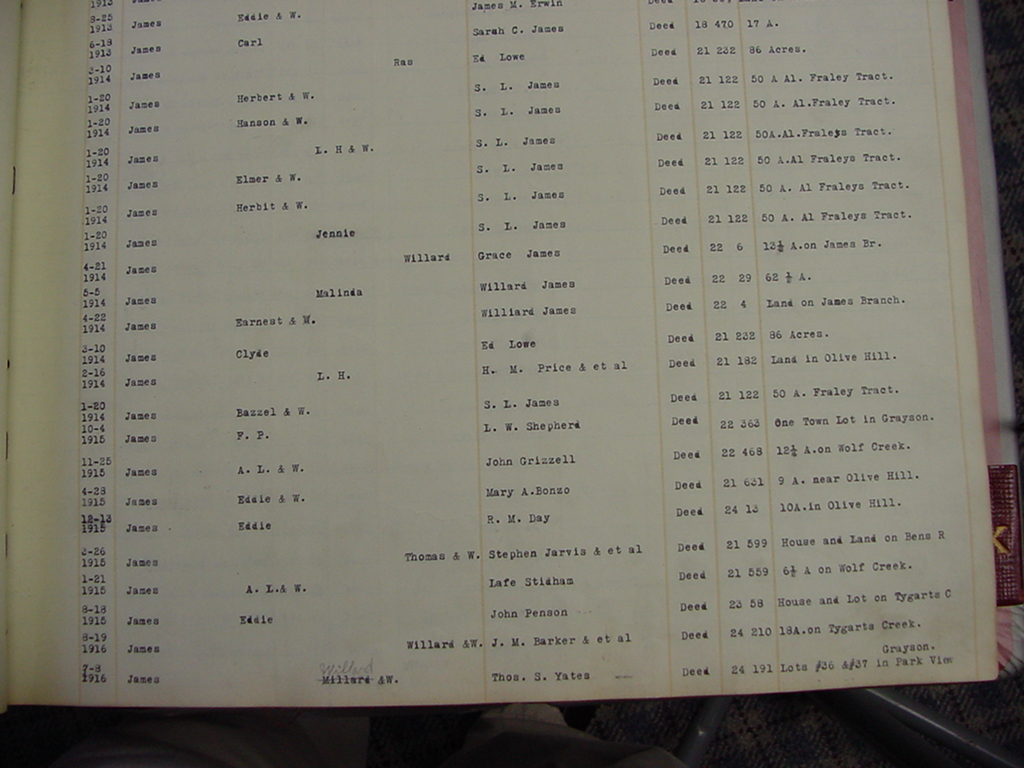 1913 James James M. Erwin Deed
8-25 1913 James Eddie & W. Sarah C. James Deed 18 470 17 A.
6-18 1913 James Carl Ed Lowe Deed 21 232 86 Acres.
3-10 1914 James Ras S. L. James Deed 21 122 50 A Al. Fraley Tract.
1-20 1914 James Herbert & W. S. L. James Deed 21 122 50 A. Al.Fraley Tract.
1-20 1914 James Hanson & W. S. L. James Deed 21 122 50A.Al.Fraleys Tract.
1-20 1914 James L. H & W. S. L. James Deed 21 122 50 A.Al Fraleys Tract.
1-20 1914 James Elmer & W. S. L. James Deed 21 122 50 A. Al Fraleys Tract.
1-20 1914 James Herbit & W. S. L. James Deed 21 122 50 A. Al Fraleys Tract.
1-20 1914 James Jennie
4-21 1914 James Willard Grace James Deed 22 6 13½ A.on James Br.
5-5 1914 James Malinda Willard James Deed 22 29 62 ½ A.
4-22 1914 James Earnest & W. Williard James Deed 22 4 Land on James Branch.
3-10 1914 James Clyde Ed Lowe Deed 21 232 86 Acres.
2-16 1914 James L. H. H. M. Price & et al Deed 21 182 Land in Olive Hill.
1-20 1914 James Bazzel & W. S. L. James Deed 21 122 50 A. Fraley Tract.
10-4 1915 James F. P. L. W. Shepherd Deed 22 363 One Town Lot in Grayson.
11-25 1915 James A. L. & W. John Grizzell Deed 22 468 12¼ A.on Wolf Creek.
4-28 1915 James Eddie & W. Mary A.Bonzo Deed 21 631 9 A. near Olive Hill.
12-13 1915 James Eddie R. M. Day Deed 24 13 10A.in Olive Hill.
3-26 1915 James Thomas & W. Stephen Jarvis & et al Deed 21 599 House and Land on Bens R
1-21 1915 James A. L.& W. Lafe Stidham Deed 21 559 6½ A on Wolf Creek.
8-18 1915 James Eddie John Penson Deed 23 58 House and Lot on Tygarts C
8-19 1916 James Willard &W. J. M. Barker & et al Deed 24 210 18A.on Tygarts Creek.
Willard Grayson.
7-8 1916 James Millard &W. Thos. S. Yates Deed 24 191 Lots #36 &#37 in Park View